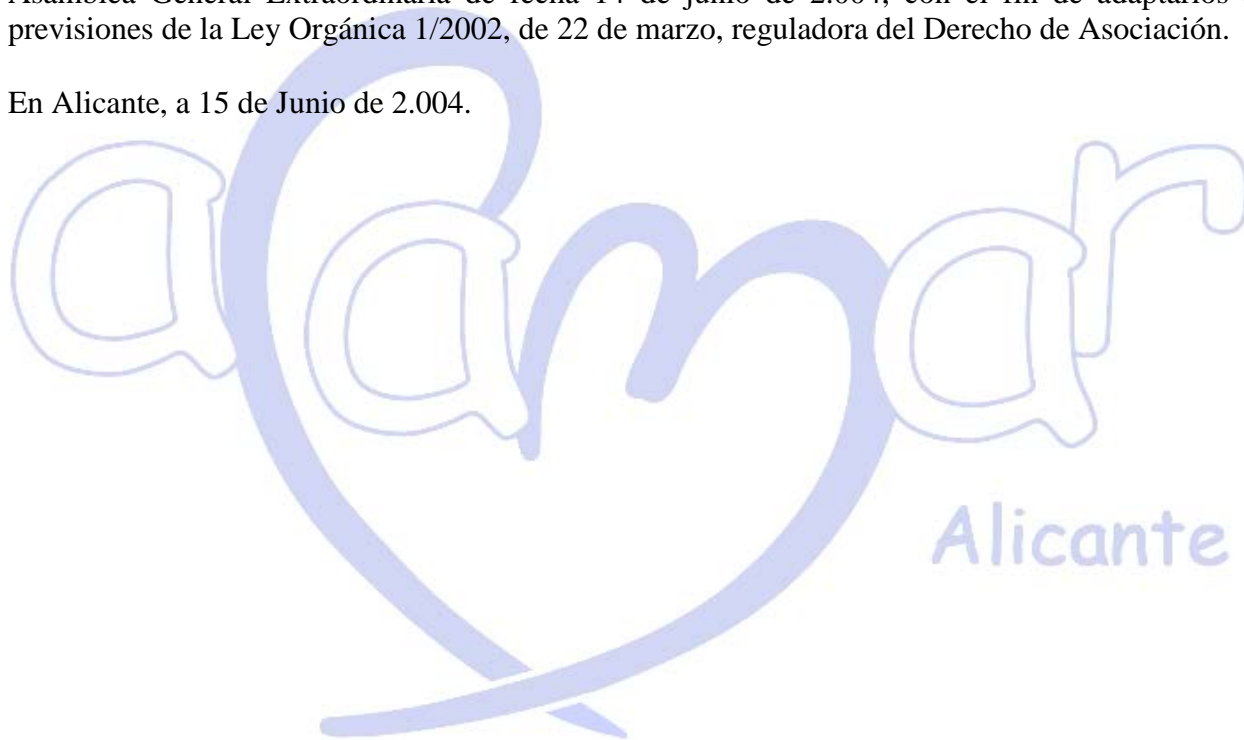 Asamblea General Extraordinaria de fecha 14 de junio de 2.004, con el fin de adaptarlos
previsiones de la Ley Orgánica 1/2002, de 22 de marzo, reguladora del Derecho de Asociación.
En Alicante, a 15 de Junio de 2.004.
alamar
Alicante